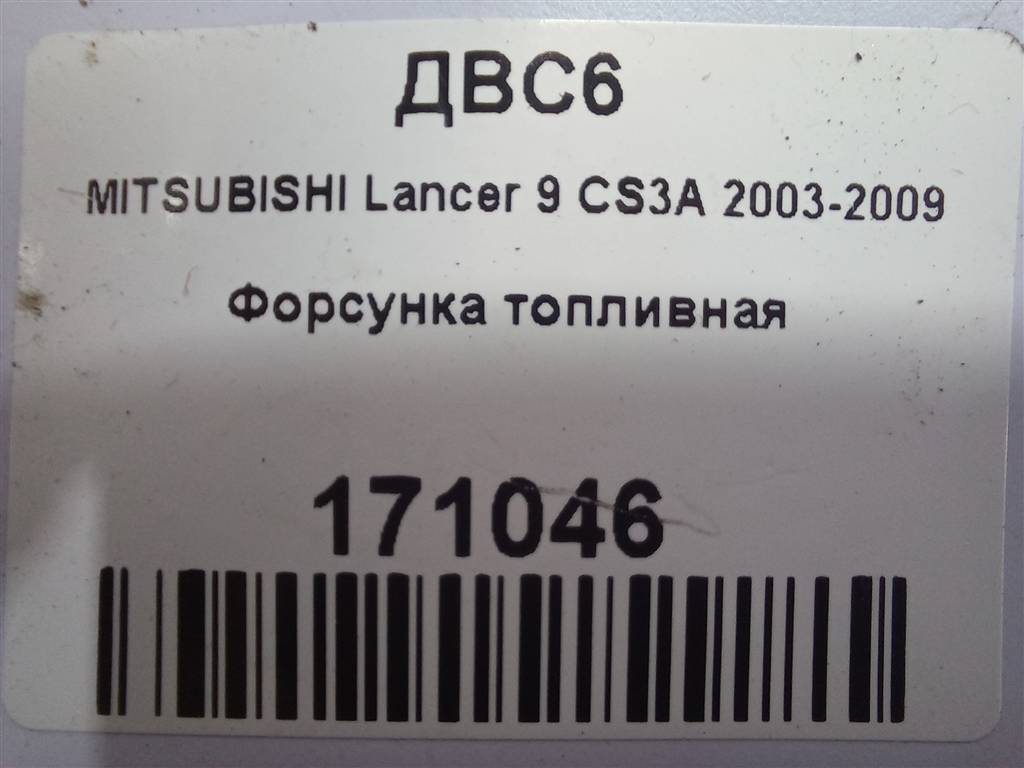 ДВС6
MITSUBISHI Lancer 9 CS3A 2003-2009
Форсунка топливная
171046